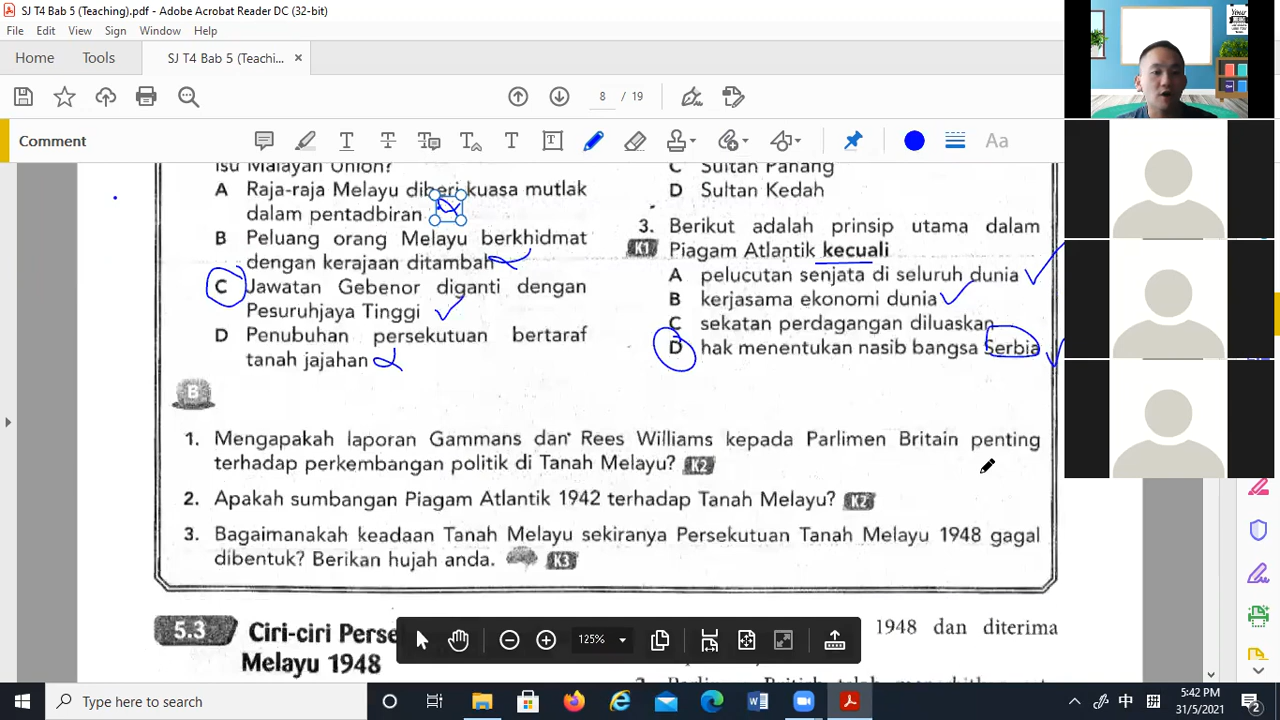 SJ T4 Bab 5 (Teaching).pdf - Adobe Acrobat Reader DC (32-bit)
File Edit View Sign Window Help
Home Tools SJ T4 Bab 5 (Teachi... ×
8 / 19
Comment
Aa
Isu Malayan Union?
A Raja-raja Melayu diberi kuasa mutlak
dalam pentadbiran
B Peluang orang Melayu berkhidmat
dengan kerajaan ditambah
C Jawatan Gebenor diganti dengan
Pesuruhjaya Tinggi
D Penubuhan persekutuan bertaraf
tanah jajahan
C Sultan Pahang
D Sultan Kedah
3. Berikut adalah prinsip utama dalam
K1 Piagam Atlantik kecuali
A pelucutan senjata di seluruh dunia
B kerjasama ekonomi dunia
C sekatan perdagangan diluaskan
D hak menentukan nasib bangsa Serbia
B
1. Mengapakah laporan Gammans dan Rees Williams kepada Parlimen Britain penting
terhadap perkembangan politik di Tanah Melayu? K2
2. Apakah sumbangan Piagam Atlantik 1942 terhadap Tanah Melayu? K2
3. Bagaimanakah keadaan Tanah Melayu sekiranya Persekutuan Tanah Melayu 1948 gagal
dibentuk? Berikan hujah anda. K3
5.3 Ciri-ciri
Melayu 1948
1948 dan diterima
125%
Type here to search
中 拼
5:42 PM
31/5/2021
2